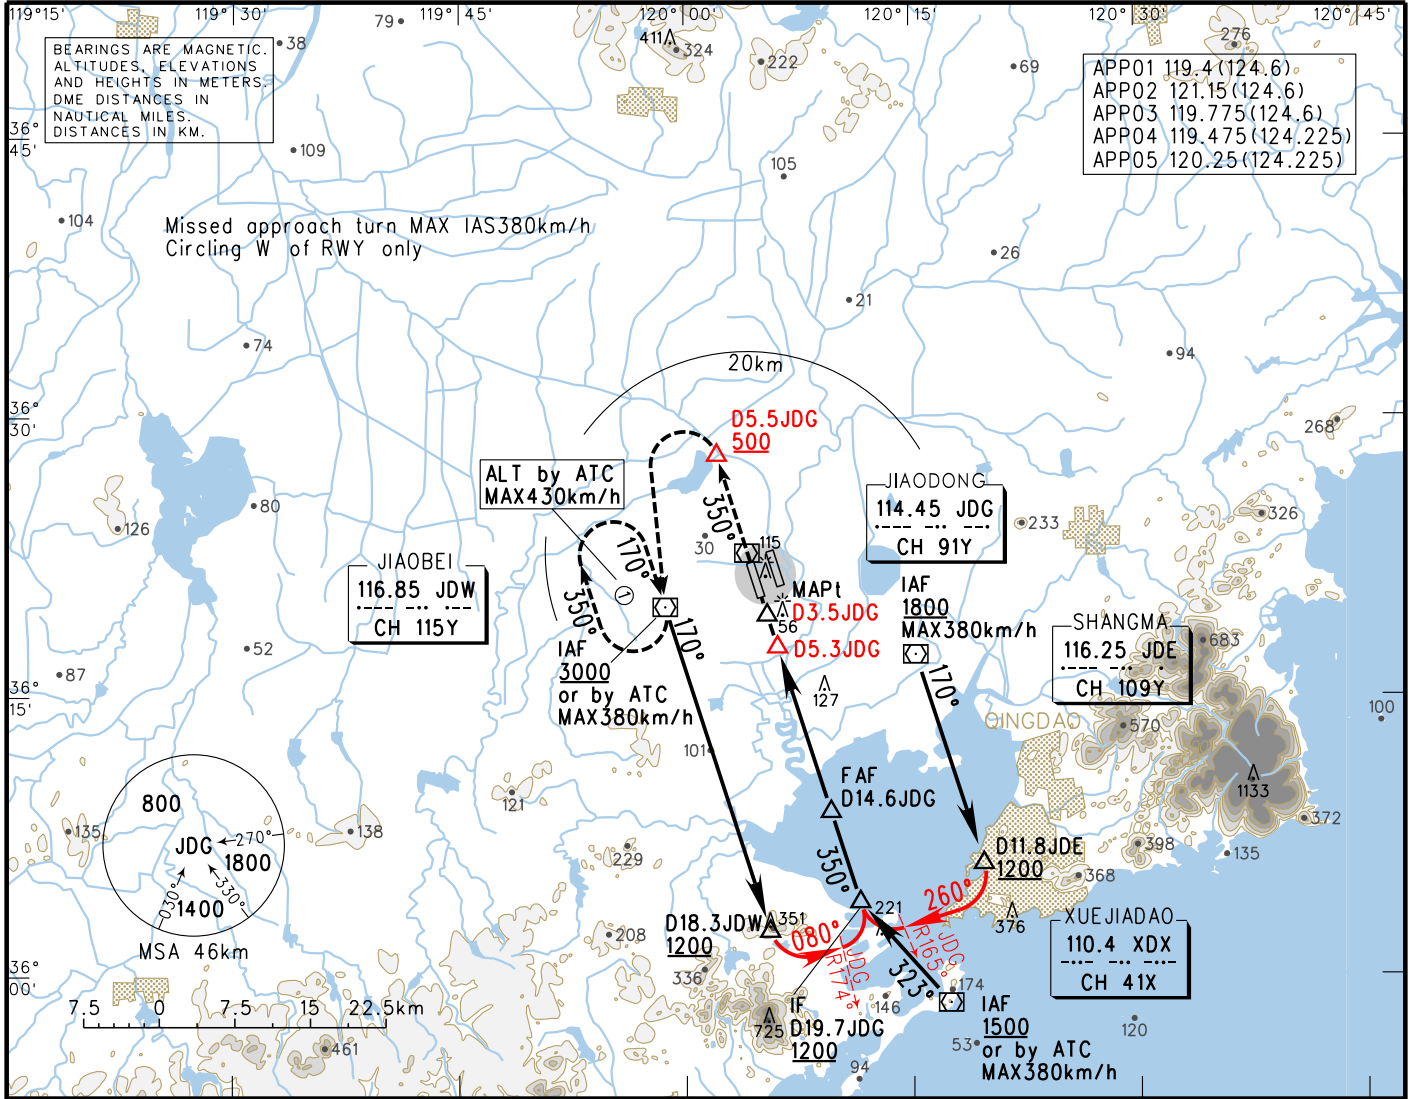 119°15'
119°30'
119°45'
120°00'
120°15'
120°30'
120°45'
79
38
411
324
222
69
276
BEARINGS ARE MAGNETIC.
ALTITUDES, ELEVATIONS
AND HEIGHTS IN METERS.
DME DISTANCES IN
NAUTICAL MILES.
DISTANCES IN KM.
APP01 119.4(124.6)
APP02 121.15(124.6)
APP03 119.775(124.6)
APP04 119.475(124.225)
APP05 120.25(124.225)
36°
45'
109
105
104
Missed approach turn MAX IAS380km/h
Circling W of RWY only
26
21
74
94
20km
36°
30'
D5.5JDG
500
268
ALT by ATC
MAX430km/h
JIAODONG
114.45 JDG
CH 91Y
350°
80
126
233
326
30
115
170°
JIAOBEI
116.85 JDW
CH 115Y
1
350°
MAPt
D3.5JDG
56
D5.3JDG
IAF
1800
MAX380km/h
SHANGMA
116.25 JDE
CH 109Y
683
52
87
170°
IAF
3000
or by ATC
MAX380km/h
170°
127
36°
15'
QINGDAO
570
100
101
1133
FAF
D14.6JDG
121
800
JDG
270°
1800
030°
330°
1400
MSA 46km
135
138
372
229
350°
D11.8JDE
1200
398
135
368
260°
221
376
D18.3JDW
1200
351
080°
JDG
R174°
JDG
R165°
XUEJIADAO
110.4 XDX
CH 41X
208
336
323°
174
146
36°
00'
7.5
0
7.5
15
22.5km
725
IF
D19.7JDG
1200
IAF
1500
or by ATC
MAX380km/h
120
53
461
94